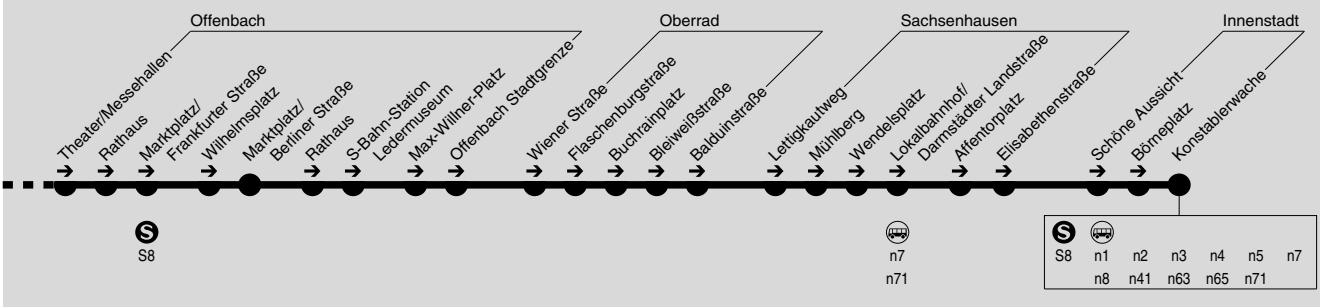 Offenbach
Oberrad
Sachsenhausen
Innenstadt
Theater/Messehallen
Rathaus
Marktplatz/
Frankfurter Straße
Wilhelmsplatz
Marktplatz/
Berliner Straße
Rathaus
S-Bahn-Station
Ledermuseum
Max-Willner-Platz
Offenbach Stadtgrenze
Wiener Straße
Flaschenburgstraße
Buchrainplatz
Bleiweißstraße
Balduinstraße
Lettigkautweg
Mühlberg
Wendelsplatz
Lokalbahnhof/
Darmstädter Landstraße
Affentorplatz
Elisabethenstraße
Schöne Aussicht
Börneplatz
Konstablerwache
S
S8
n7
n71
S
S8 n1 n2 n3 n4 n5 n7
n8 n41 n63 n65 n71